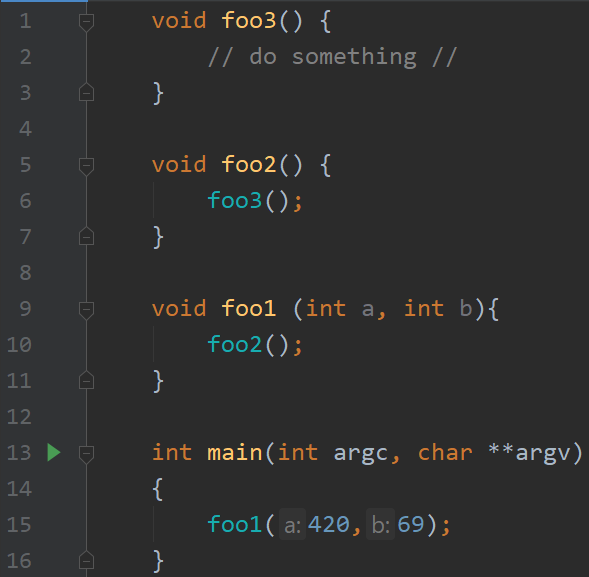 1 void foo3() {
2 // do something //
3 }
4
5 void foo2() {
6 foo3();
7 }
8
9 void foo1 (int a, int b){
10 foo2();
11 }
12
13 int main(int argc, char **argv)
14 {
15 foo1( a: 420, b: 69);
16 }